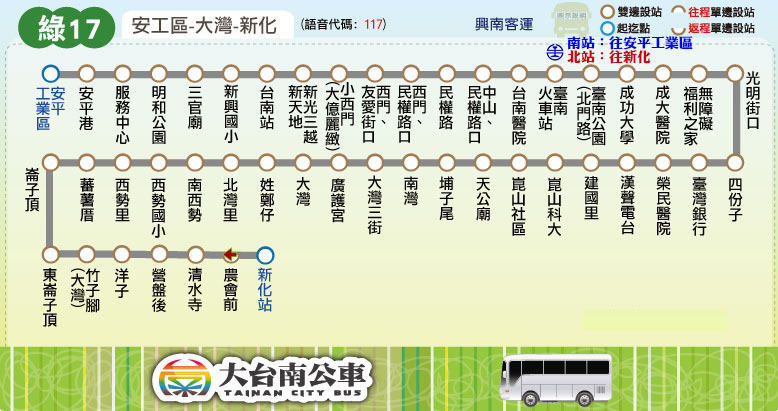 綠17
安工區-大灣-新化
(語音代碼：117)
興南客運
南京設網
雙邊設站
往程單邊設站
起迄點
返程單邊設站
南站：往安平工業區
北站：往新化
安平工業區
安平港
服務中心
明和公園
三官廟
新興國小
台南站
新光三越新天地
小西門(大億麗緻)
西門、友愛街口
西門、民權路口
民權路
中山、民權路口
台南醫院
臺南火車站
臺南公園(北門路)
成功大學
成大醫院
無障礙福利之家
光明街口
崙子頂
蕃薯厝
西勢里
西勢國小
南西勢
北灣里
姓鄭仔
大灣
廣護宮
大灣三街
南灣
埔子尾
天公廟
崑山社區
崑山科大
建國里
漢聲電台
榮民醫院
臺灣銀行
四份子
東崙子頂
竹子腳(大灣)
洋子
營盤後
清水寺
農會前
新化站
大台南公車
TAINAN CITY BUS